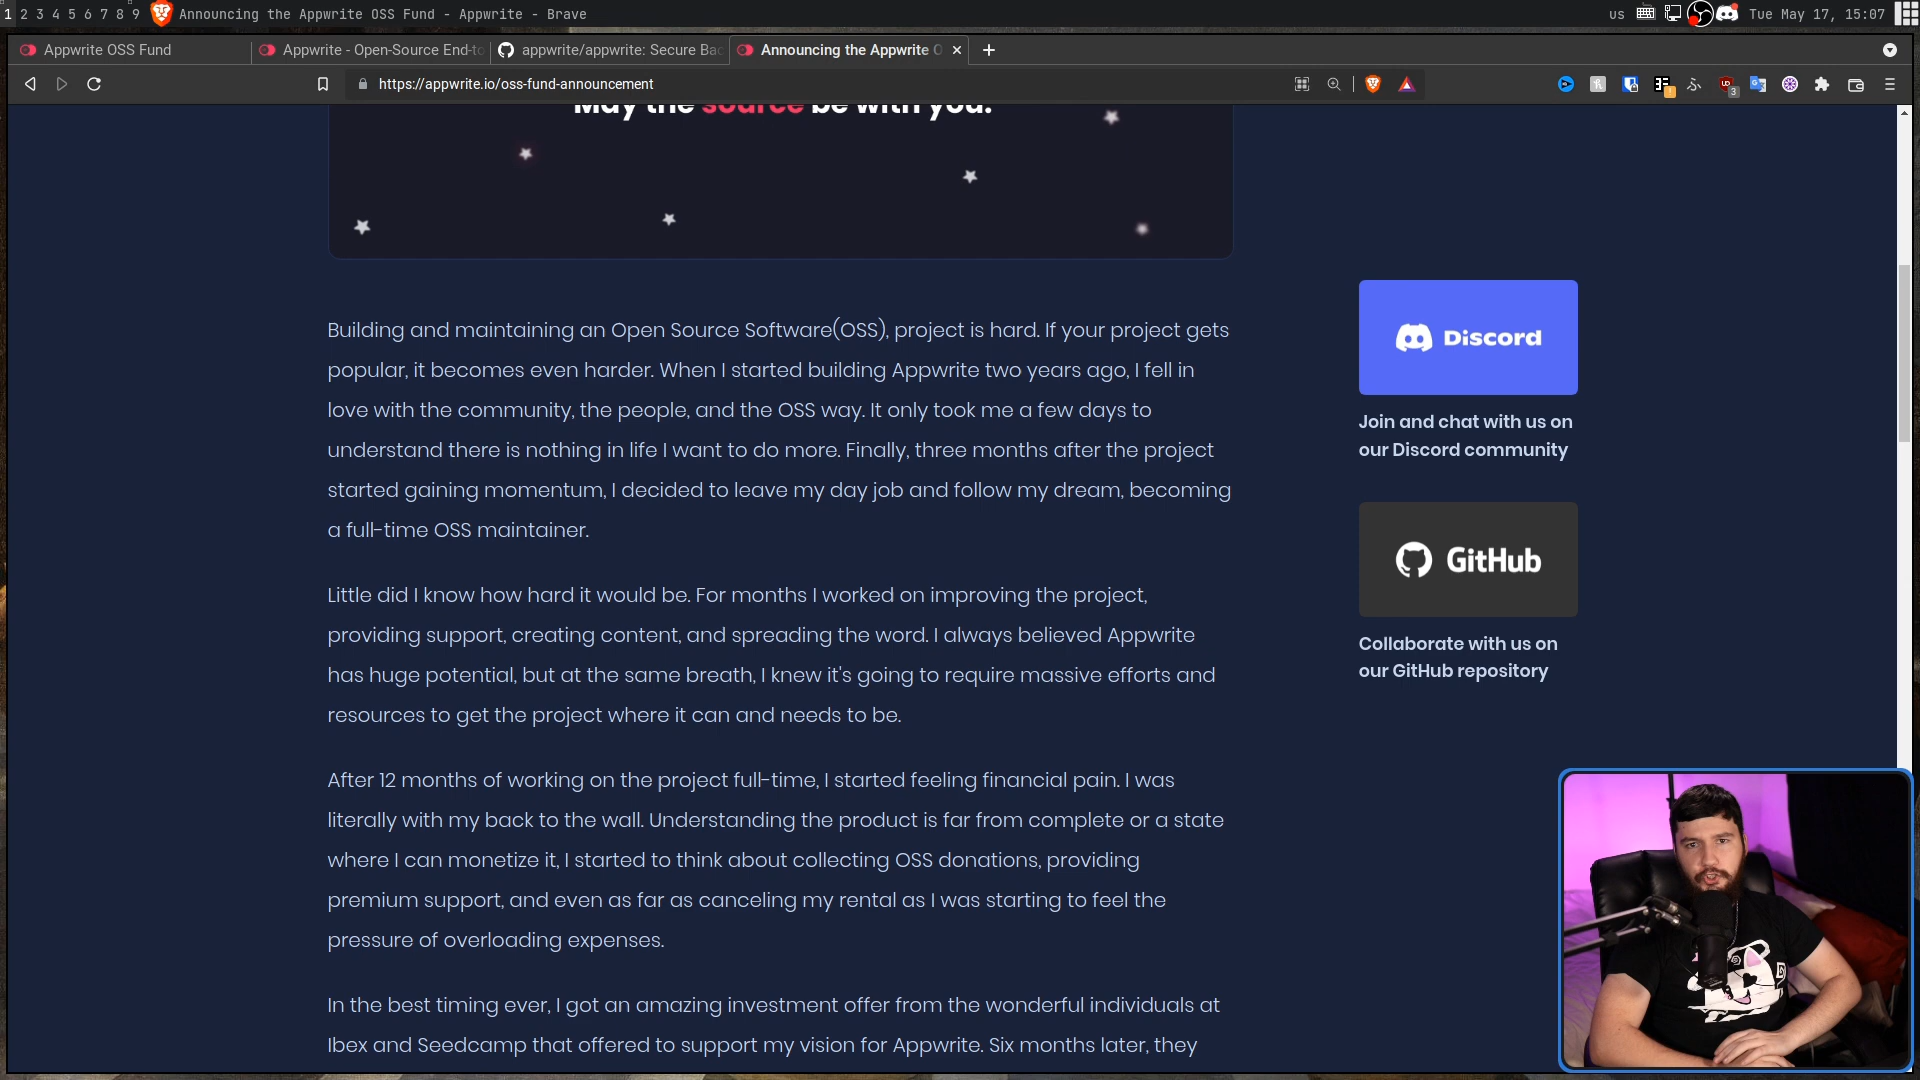 1 2 3 4 5 6 7 8 9 Announcing the Appwrite OSS Fund - Appwrite - Brave us Tue May 17, 15:07
Appwrite OSS Fund Appwrite - Open-Source End-to appwrite/appwrite: Secure Bac Announcing the Appwrite O
https://appwrite.io/oss-fund-announcement
May the source be with you.
Building and maintaining an Open Source Software(OSS), project is hard. If your project gets
popular, it becomes even harder. When I started building Appwrite two years ago, I fell in
love with the community, the people, and the OSS way. It only took me a few days to
understand there is nothing in life I want to do more. Finally, three months after the project
started gaining momentum, I decided to leave my day job and follow my dream, becoming
a full-time OSS maintainer.
Little did I know how hard it would be. For months I worked on improving the project,
providing support, creating content, and spreading the word. I always believed Appwrite
has huge potential, but at the same breath, I knew it's going to require massive efforts and
resources to get the project where it can and needs to be.
After 12 months of working on the project full-time, I started feeling financial pain. I was
literally with my back to the wall. Understanding the product is far from complete or a state
where I can monetize it, I started to think about collecting OSS donations, providing
premium support, and even as far as canceling my rental as I was starting to feel the
pressure of overloading expenses.
In the best timing ever, I got an amazing investment offer from the wonderful individuals at
Ibex and Seedcamp that offered to support my vision for Appwrite. Six months later, they
Discord
Join and chat with us on
our Discord community
GitHub
Collaborate with us on
our GitHub repository